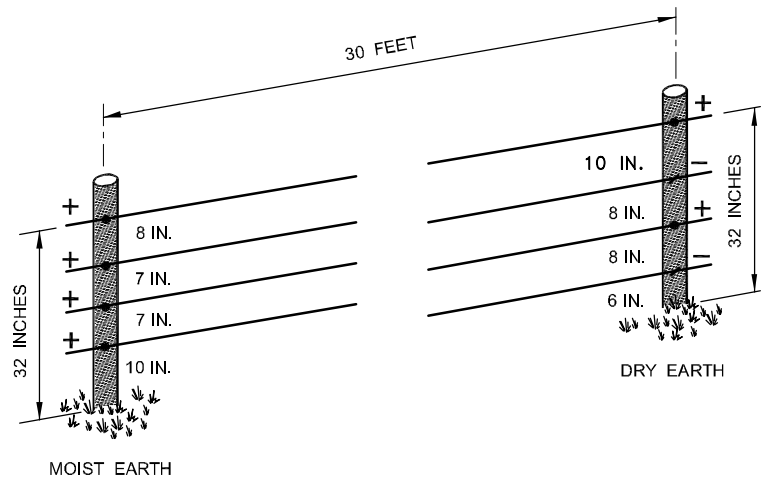 30 FEET
+
+
10 IN.
−
+
8 IN.
8 IN.
+
32 INCHES
+
7 IN.
8 IN.
−
+
7 IN.
6 IN.
32 INCHES
+
10 IN.
DRY EARTH
MOIST EARTH